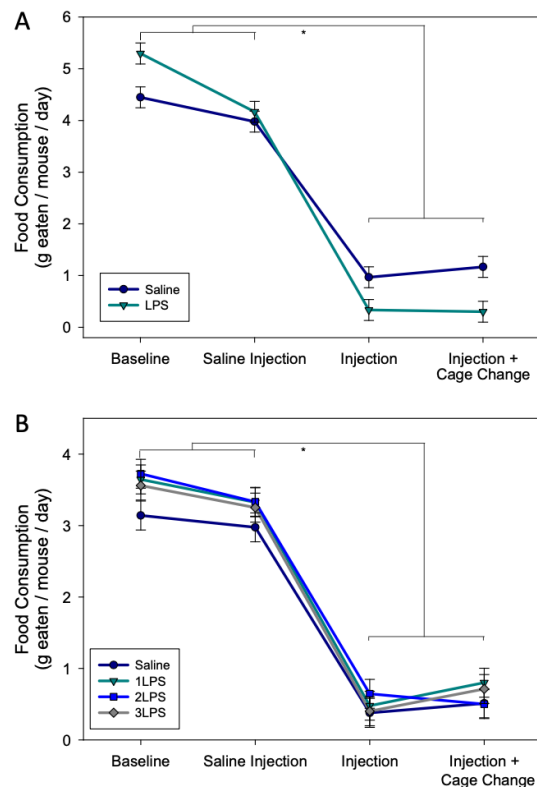 A
Food Consumption
(g eaten / mouse / day)
6
5
4
3
2
1
0
*
Saline
LPS
Baseline
Saline Injection
Injection
Injection +
Cage Change
B
Food Consumption
(g eaten / mouse / day)
4
3
2
1
0
*
Saline
1LPS
2LPS
3LPS
Baseline
Saline Injection
Injection
Injection +
Cage Change